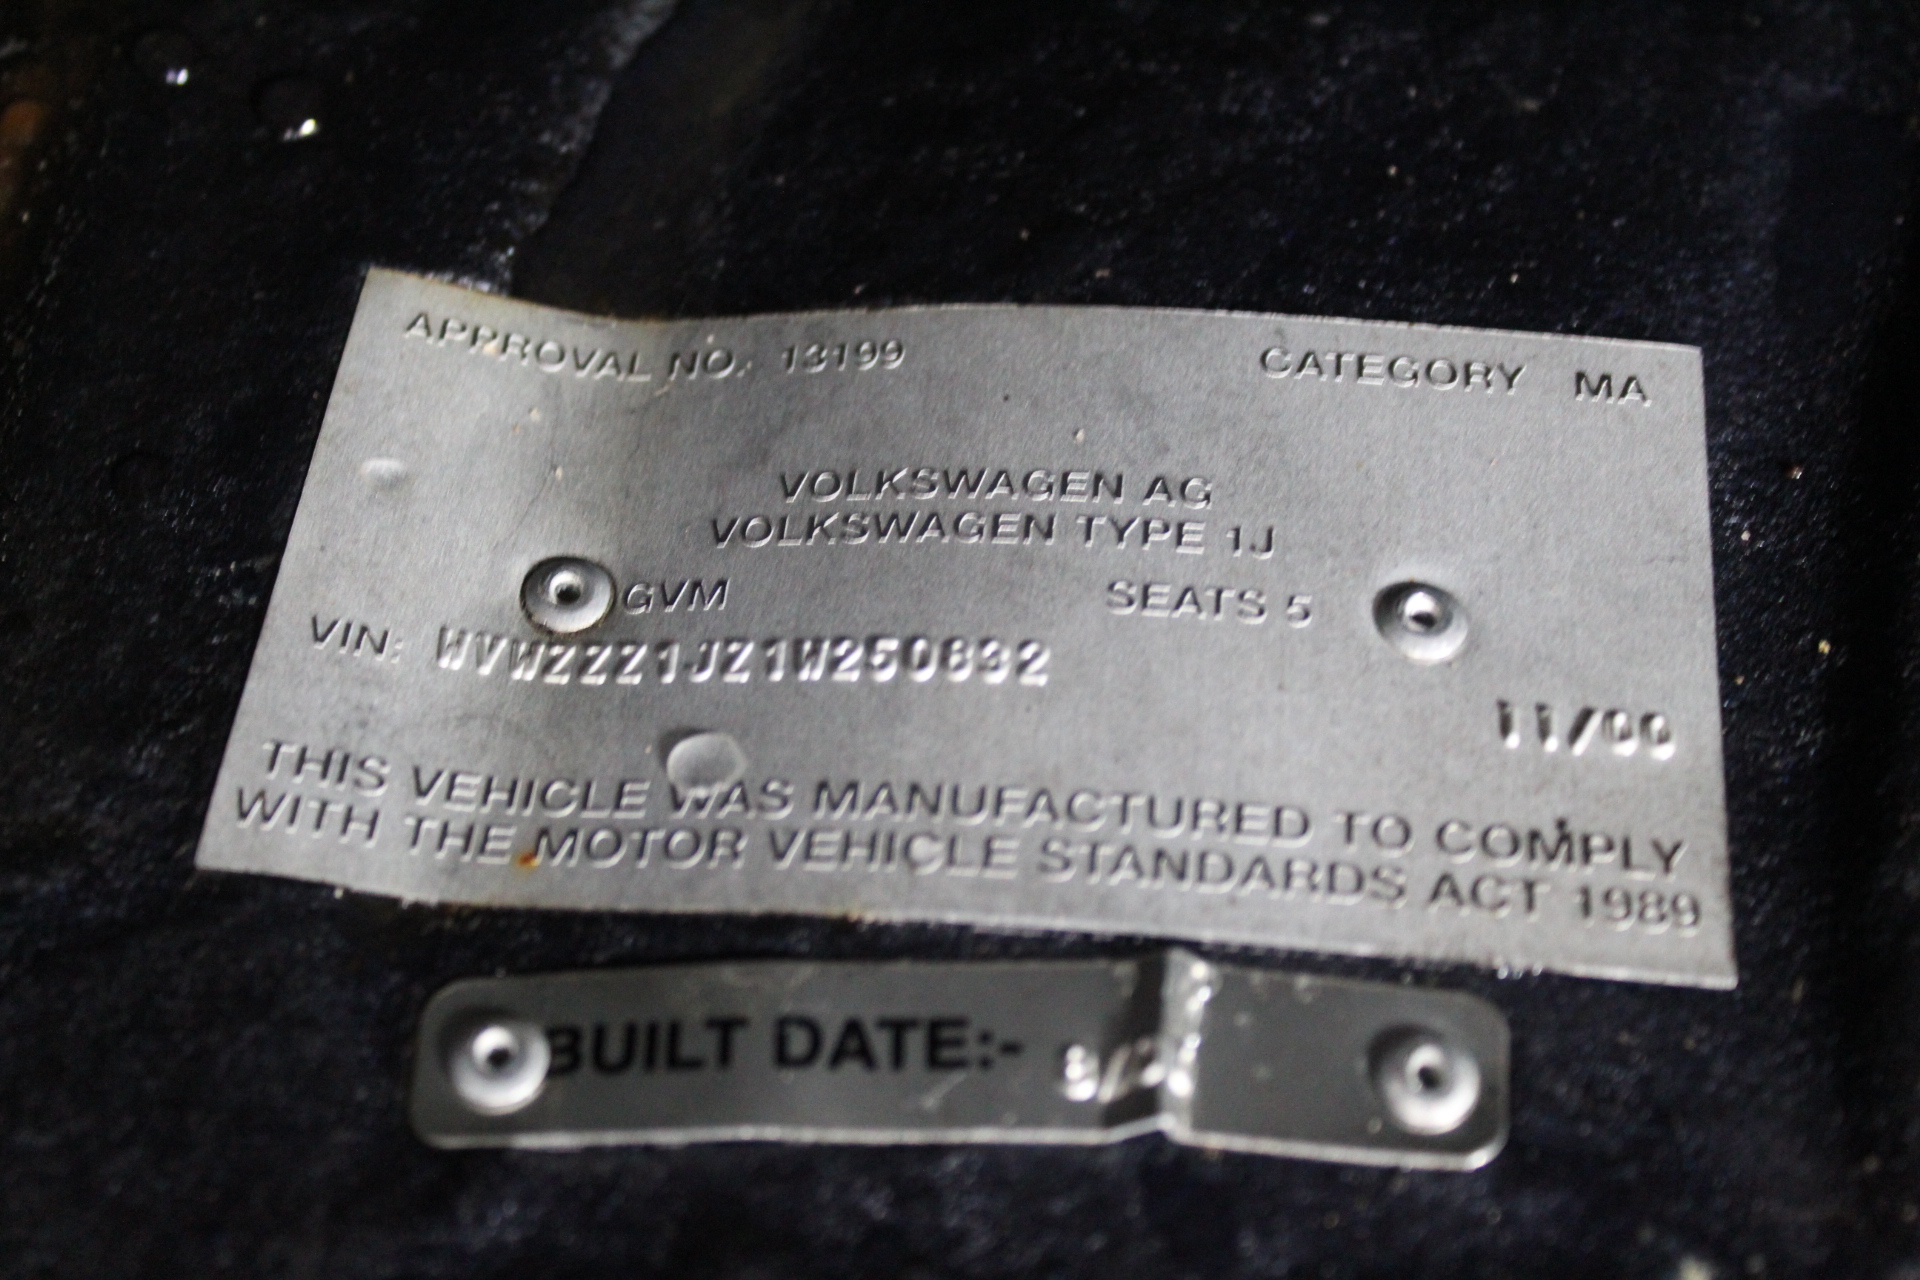 APPROVAL NO. 13199 CATEGORY MA
VOLKSWAGEN AG
VOLKSWAGEN TYPE 1J
GVM SEATS 5
VIN: WVWZZZ1JZ1W250692
11/00
THIS VEHICLE WAS MANUFACTURED TO COMPLY
WITH THE MOTOR VEHICLE STANDARDS ACT 1989
BUILT DATE:-